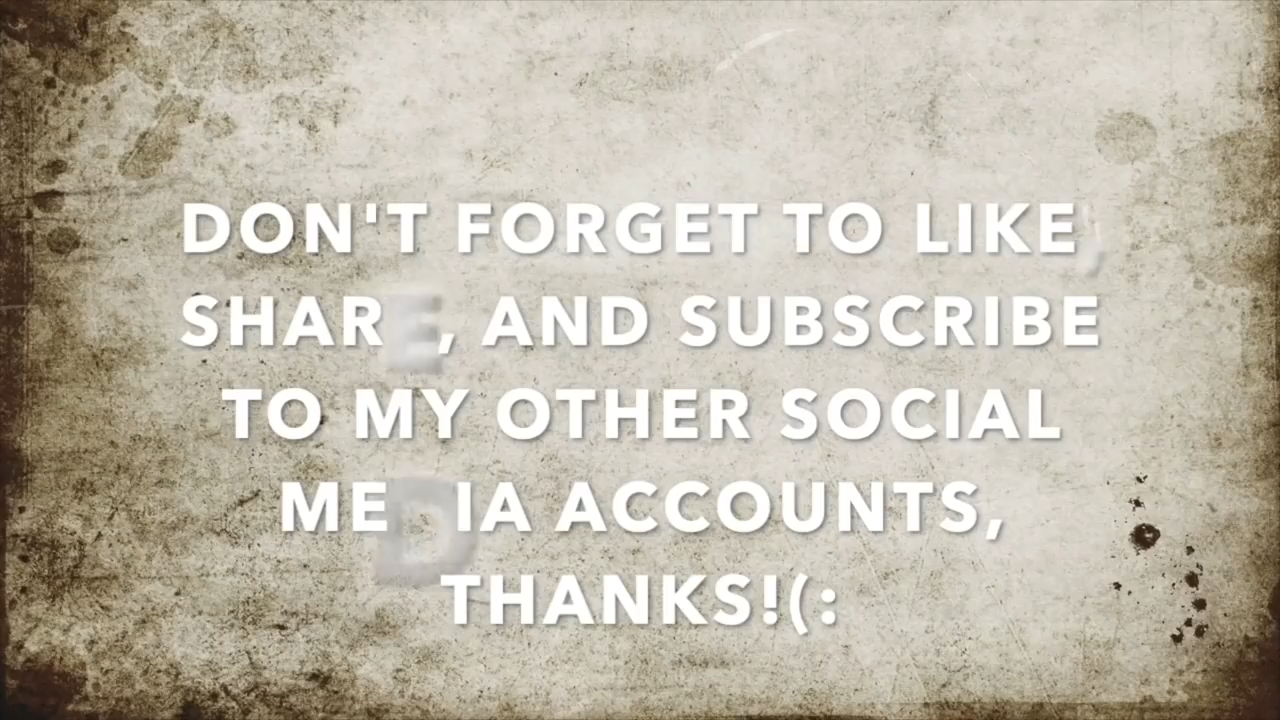 DON'T FORGET TO LIKE,
SHARE, AND SUBSCRIBE
TO MY OTHER SOCIAL
MEDIA ACCOUNTS,
THANKS!(: